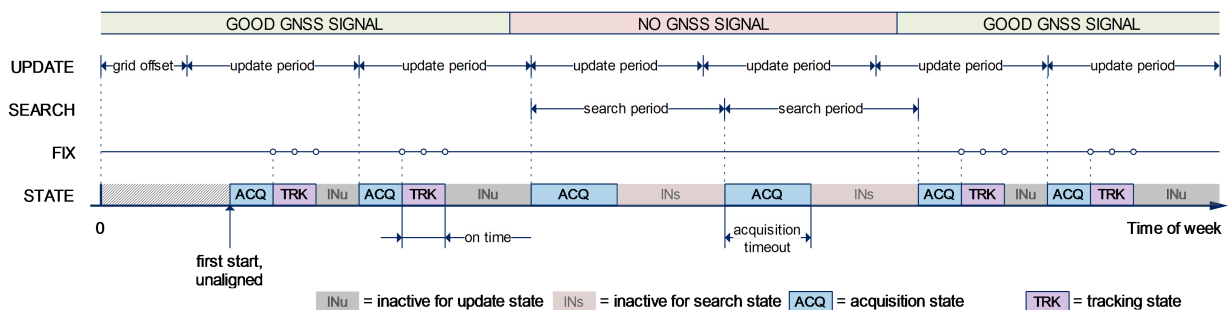 GOOD GNSS SIGNAL NO GNSS SIGNAL GOOD GNSS SIGNAL
UPDATE grid offset update period update period update period update period update period update period
SEARCH search period search period
FIX
STATE ACQ TRK INu ACQ TRK INu ACQ INs ACQ INs ACQ TRK INu ACQ TRK INu
0 Time of week
on time acquisition
timeout
first start,
unaligned
INu = inactive for update state INs = inactive for search state ACQ = acquisition state TRK = tracking state